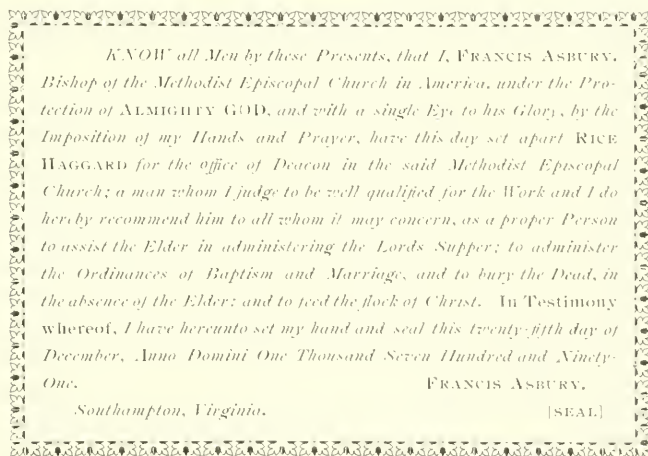 KNOW all Men by these Presents, that I, FRANCIS ASBURY,
Bishop of the Methodist Episcopal Church in America, under the Pro-
tection of ALMIGHTY GOD, and with a single Eye to his Glory, by the
Imposition of my Hands and Prayer, have this day set apart RICE
HAGGARD for the office of Deacon in the said Methodist Episcopal
Church; a man whom I judge to be well qualified for the Work and I do
hereby recommend him to all whom it may concern, as a proper Person
to assist the Elder in administering the Lords Supper; to administer
the Ordinances of Baptism and Marriage, and to bury the Dead, in
the absence of the Elder; and to feed the flock of Christ. In Testimony
whereof, I have hereunto set my hand and seal this twenty-fifth day of
December, Anno Domini One Thousand Seven Hundred and Ninety-
One. FRANCIS ASBURY.
Southampton, Virginia. [SEAL]